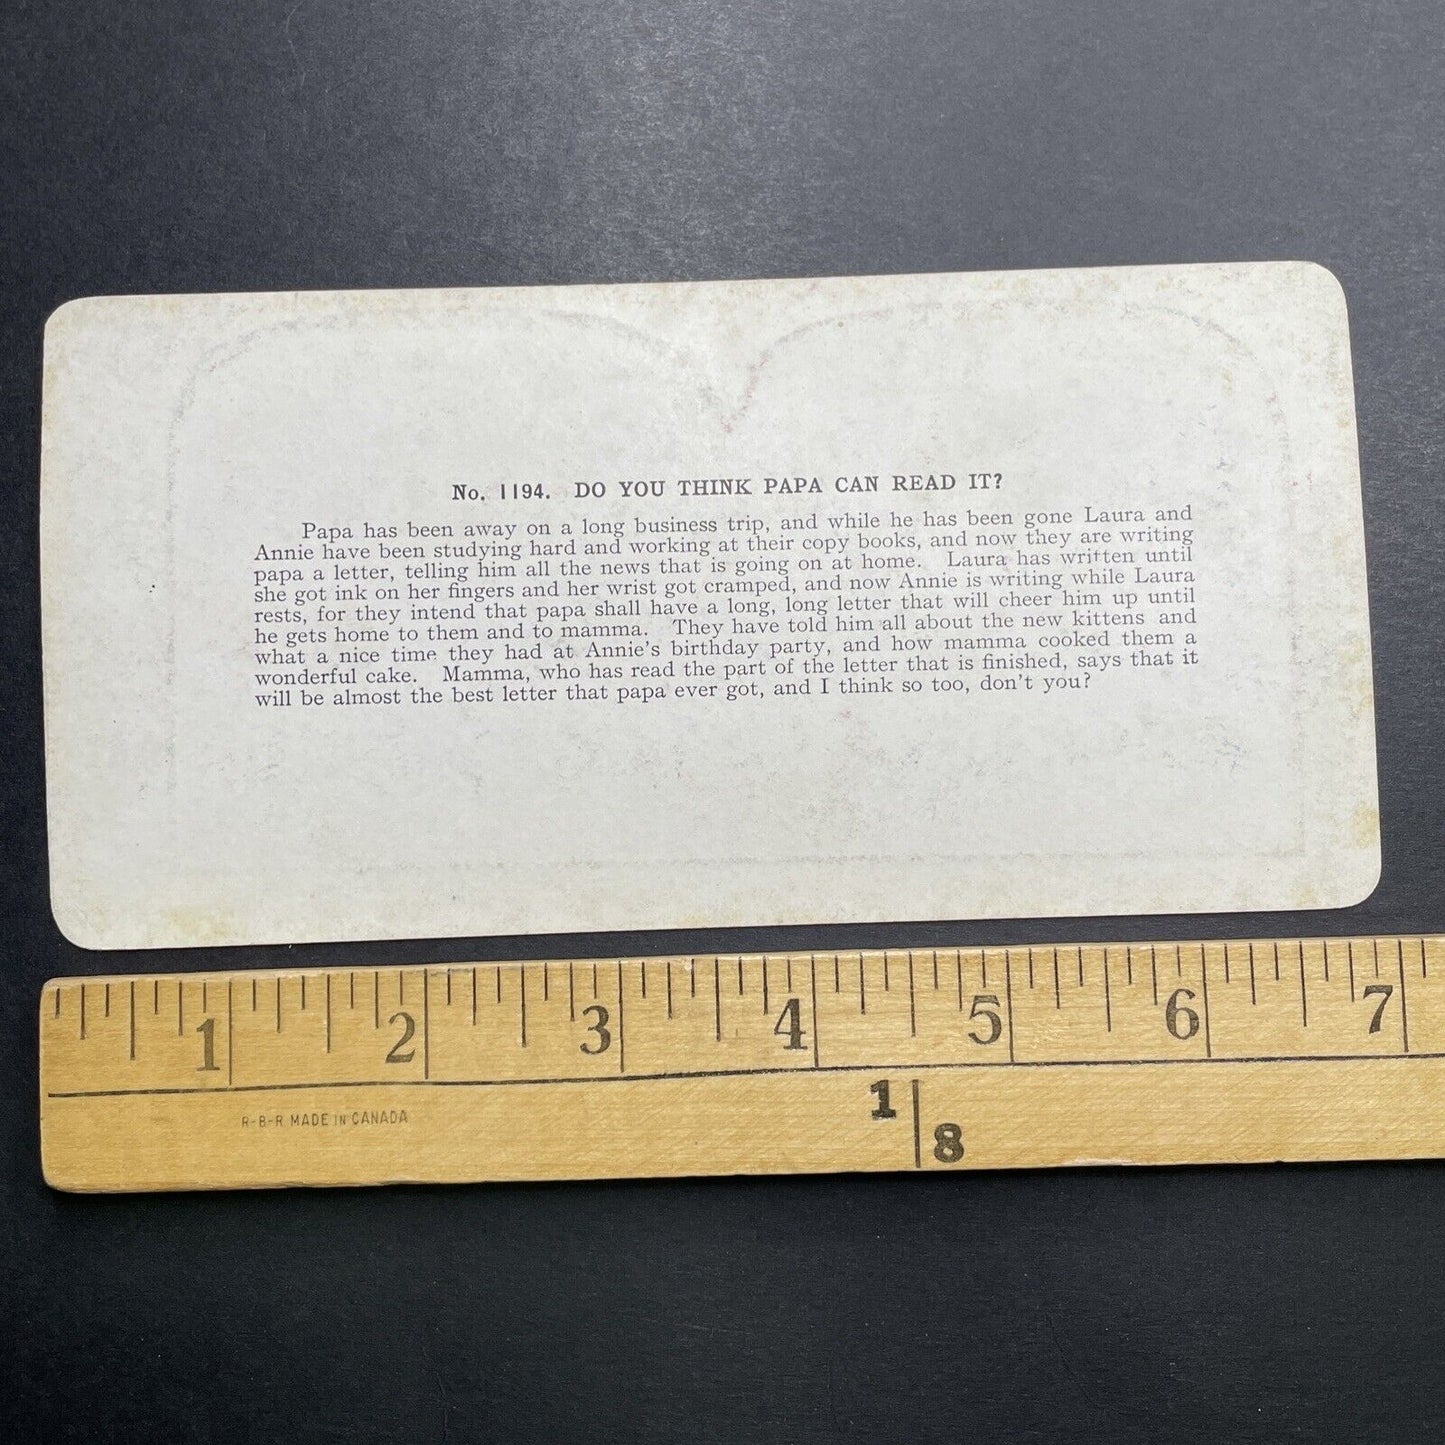 No. 1194. DO YOU THINK PAPA CAN READ IT?
Papa has been away on a long business trip, and while he has been gone Laura and
Annie have been studying hard and working at their copy books, and now they are writing
papa a letter, telling him all the news that is going on at home. Laura has written until
she got ink on her fingers and her wrist got cramped, and now Annie is writing while Laura
rests, for they intend that papa shall have a long, long letter that will cheer him up until
he gets home to them and to mamma. They have told him all about the new kittens and
what a nice time they had at Annie's birthday party, and how mamma cooked them a
wonderful cake. Mamma, who has read the part of the letter that is finished, says that it
will be almost the best letter that papa ever got, and I think so too, don't you?
1 2 3 4 5 6 7
R-B-R MADE IN CANADA
1 8